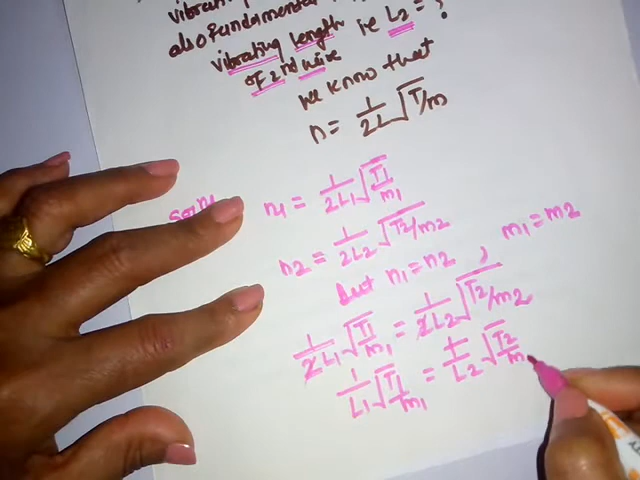 vibrating
also fundamental
vibrating length ie L2 = ?
of 2nd wire
we know that
n = 1/2L √T/m
Soln n1 = 1/2L1 √T1/m1
n2 = 1/2L2 √T2/m2
But n1 = n2 , m1 = m2
1/2L1 √T1/m1 = 1/2L2 √T2/m2
1/L1 √T1/m1 = 1/L2 √T2/m